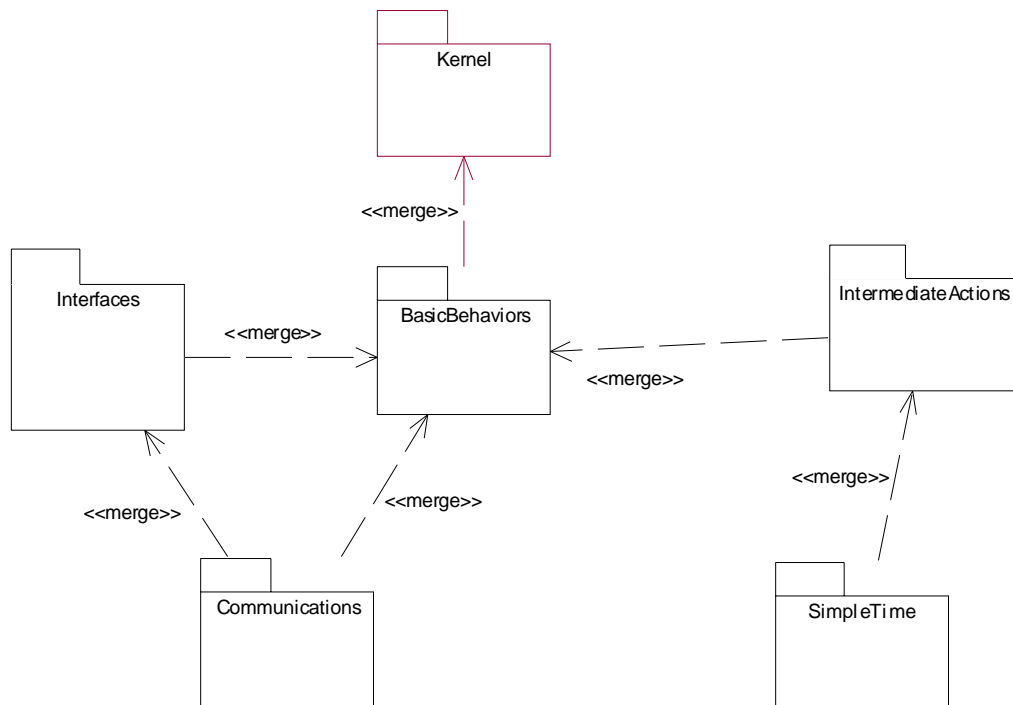 Kernel
<<merge>>
Interfaces
BasicBehaviors
IntermediateActions
<<merge>>
<<merge>>
<<merge>>
<<merge>>
<<merge>>
Communications
SimpleTime